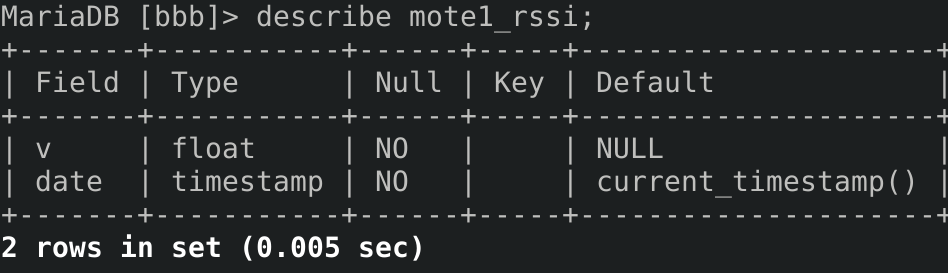 MariaDB [bbb]> describe mote1_rssi;
+-------+-----------+------+-----+---------------------+
| Field | Type      | Null | Key | Default             |
+-------+-----------+------+-----+---------------------+
| v     | float     | NO   |     | NULL                |
| date  | timestamp | NO   |     | current_timestamp() |
+-------+-----------+------+-----+---------------------+
2 rows in set (0.005 sec)